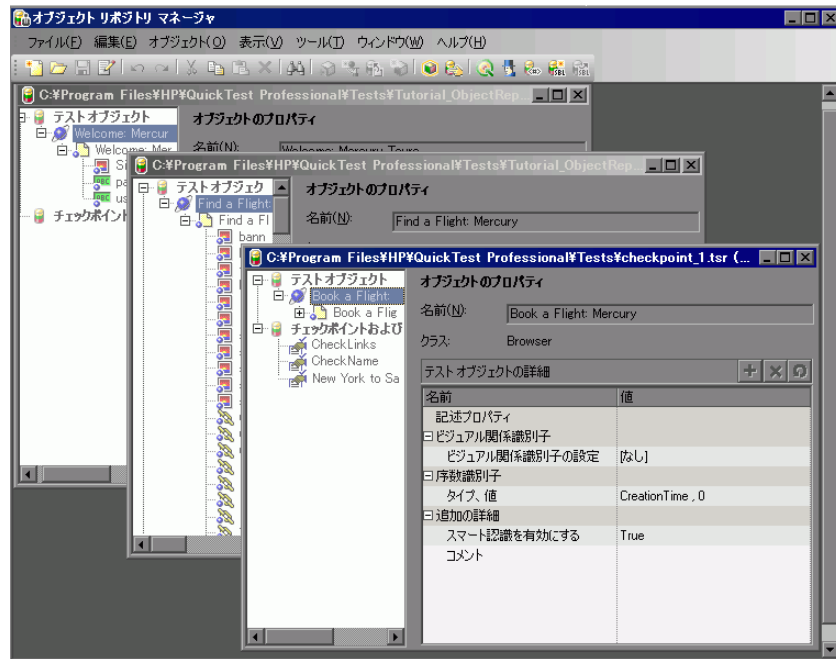 オブジェクト リポジトリ マネージャ
ファイル(F) 編集(E) オブジェクト(O) 表示(V) ツール(T) ウィンドウ(W) ヘルプ(H)
C:¥Program Files¥HP¥QuickTest Professional¥Tests¥Tutorial_ObjectRep...
テストオブジェクト
Welcome: Mercur
Welcome: Mer
Si
pa
us
チェックポイント
オブジェクトのプロパティ
名前(N): Welcome: Mercury Tours
C:¥Program Files¥HP¥QuickTest Professional¥Tests¥Tutorial_ObjectRep...
テストオブジェク
Find a Flight:
Find a Fl
bann
オブジェクトのプロパティ
名前(N): Find a Flight: Mercury
C:¥Program Files¥HP¥QuickTest Professional¥Tests¥checkpoint_1.tsr (...
テストオブジェクト
Book a Flight:
Book a Flig
チェックポイントおよび
CheckLinks
CheckName
New York to Sa
オブジェクトのプロパティ
名前(N): Book a Flight: Mercury
クラス: Browser
テスト オブジェクトの詳細
名前 値
記述プロパティ
ビジュアル関係識別子
ビジュアル関係識別子の設定 [なし]
序数識別子
タイプ、値 CreationTime , 0
追加の詳細
スマート認識を有効にする True
コメント